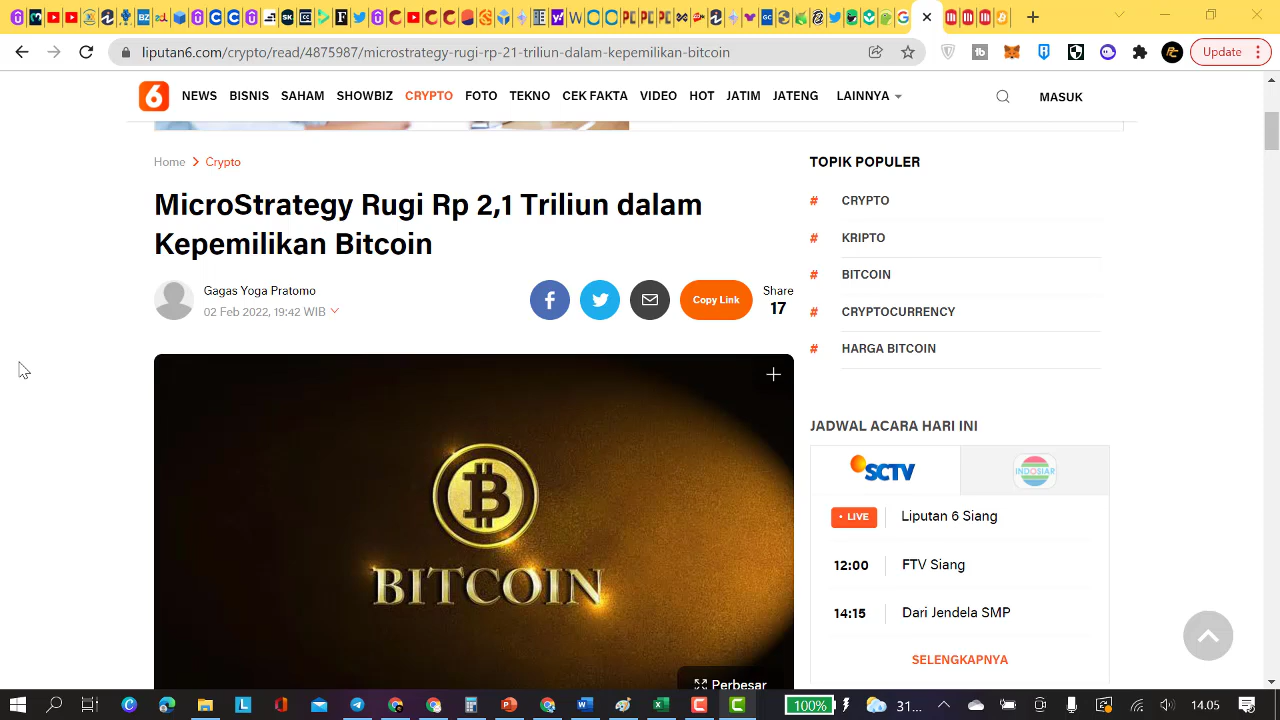 liputan6.com/crypto/read/4875987/microstrategy-rugi-rp-21-triliun-dalam-kepemilikan-bitcoin
Update
6 NEWS BISNIS SAHAM SHOWBIZ CRYPTO FOTO TEKNO CEK FAKTA VIDEO HOT JATIM JATENG LAINNYA MASUK
Home > Crypto
MicroStrategy Rugi Rp 2,1 Triliun dalam
Kepemilikan Bitcoin
Gagas Yoga Pratomo
02 Feb 2022, 19:42 WIB
Copy Link
Share
17
BITCOIN
Perbesar
TOPIK POPULER
# CRYPTO
# KRIPTO
# BITCOIN
# CRYPTOCURRENCY
# HARGA BITCOIN
JADWAL ACARA HARI INI
SCTV INDOSIAR
• LIVE Liputan 6 Siang
12:00 FTV Siang
14:15 Dari Jendela SMP
SELENGKAPNYA
100% 31... 14.05